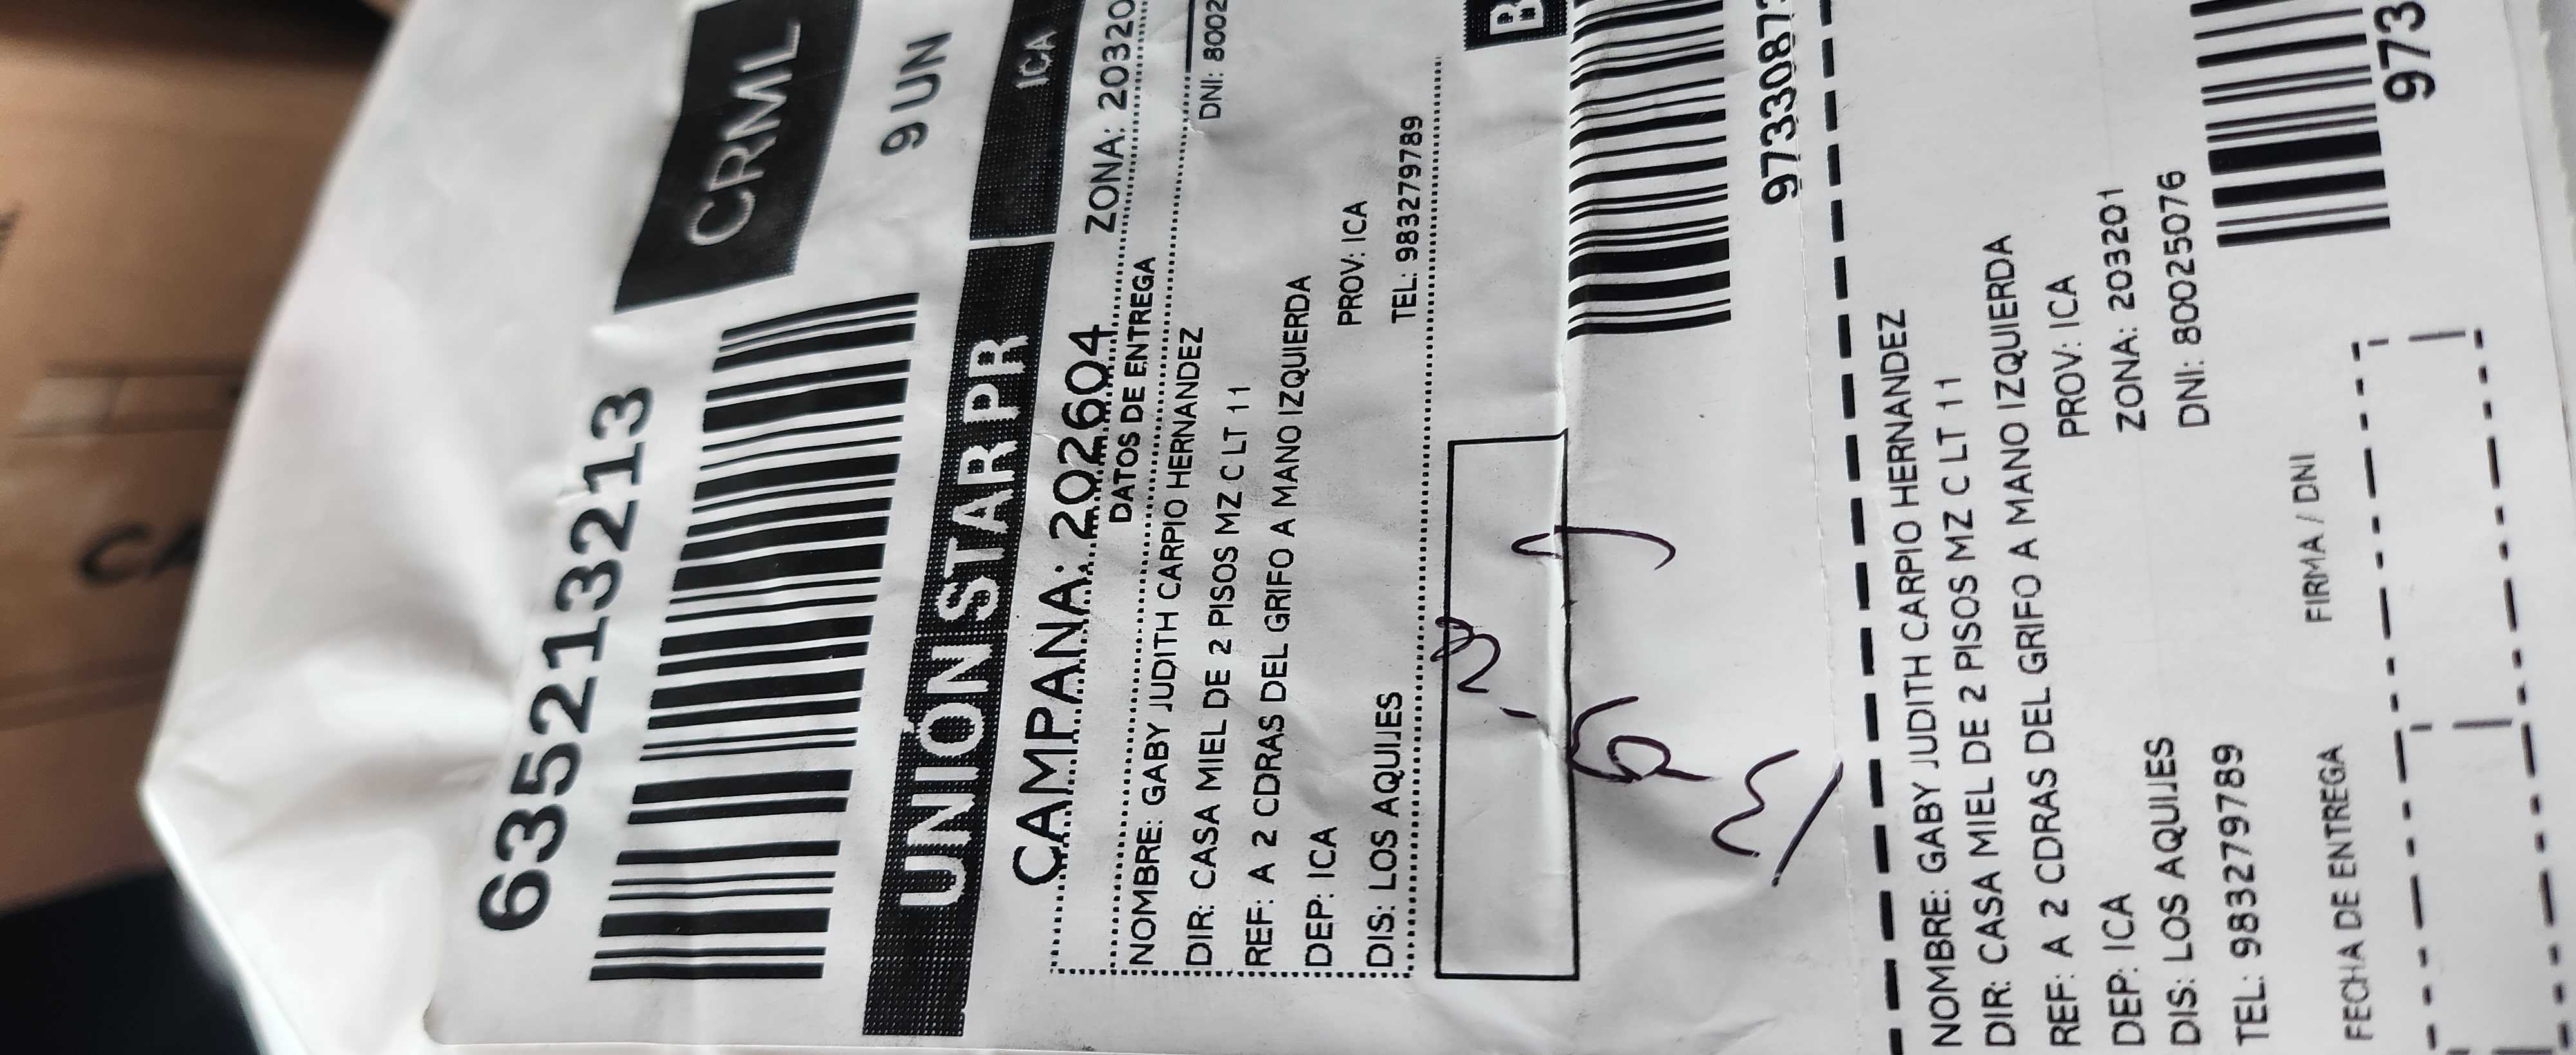 6352113213
CRML
9 UN
UNIONSTARPR
ICA
CAMPANA: 202604
ZONA: 20320
DATOS DE ENTREGA
NOMBRE: GABY JUDITH CARPIO HERNANDEZ
DNI: 8002
DIR: CASA MIEL DE 2 PISOS MZ C LT 11
REF: A 2 CDRAS DEL GRIFO A MANO IZQUIERDA
DEP: ICA
PROV: ICA
DIS: LOS AQUIJES
TEL: 983279789
B
97330873
NOMBRE: GABY JUDITH CARPIO HERNANDEZ
DIR: CASA MIEL DE 2 PISOS MZ C LT 11
REF: A 2 CDRAS DEL GRIFO A MANO IZQUIERDA
DEP: ICA
PROV: ICA
DIS: LOS AQUIJES
ZONA: 203201
TEL: 983279789
DNI: 80025076
973
FECHA DE ENTREGA
FIRMA / DNI